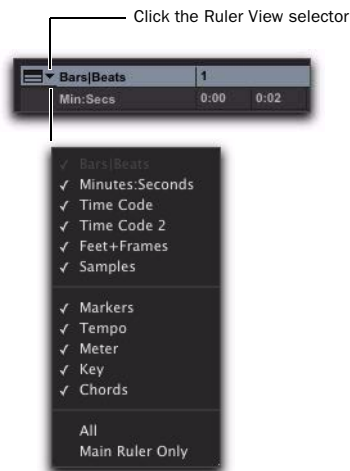 Click the Ruler View selector
Bars|Beats 1
Min:Secs 0:00 0:02
✓ Bars|Beats
✓ Minutes:Seconds
✓ Time Code
✓ Time Code 2
✓ Feet+Frames
✓ Samples
✓ Markers
✓ Tempo
✓ Meter
✓ Key
✓ Chords
All
Main Ruler Only